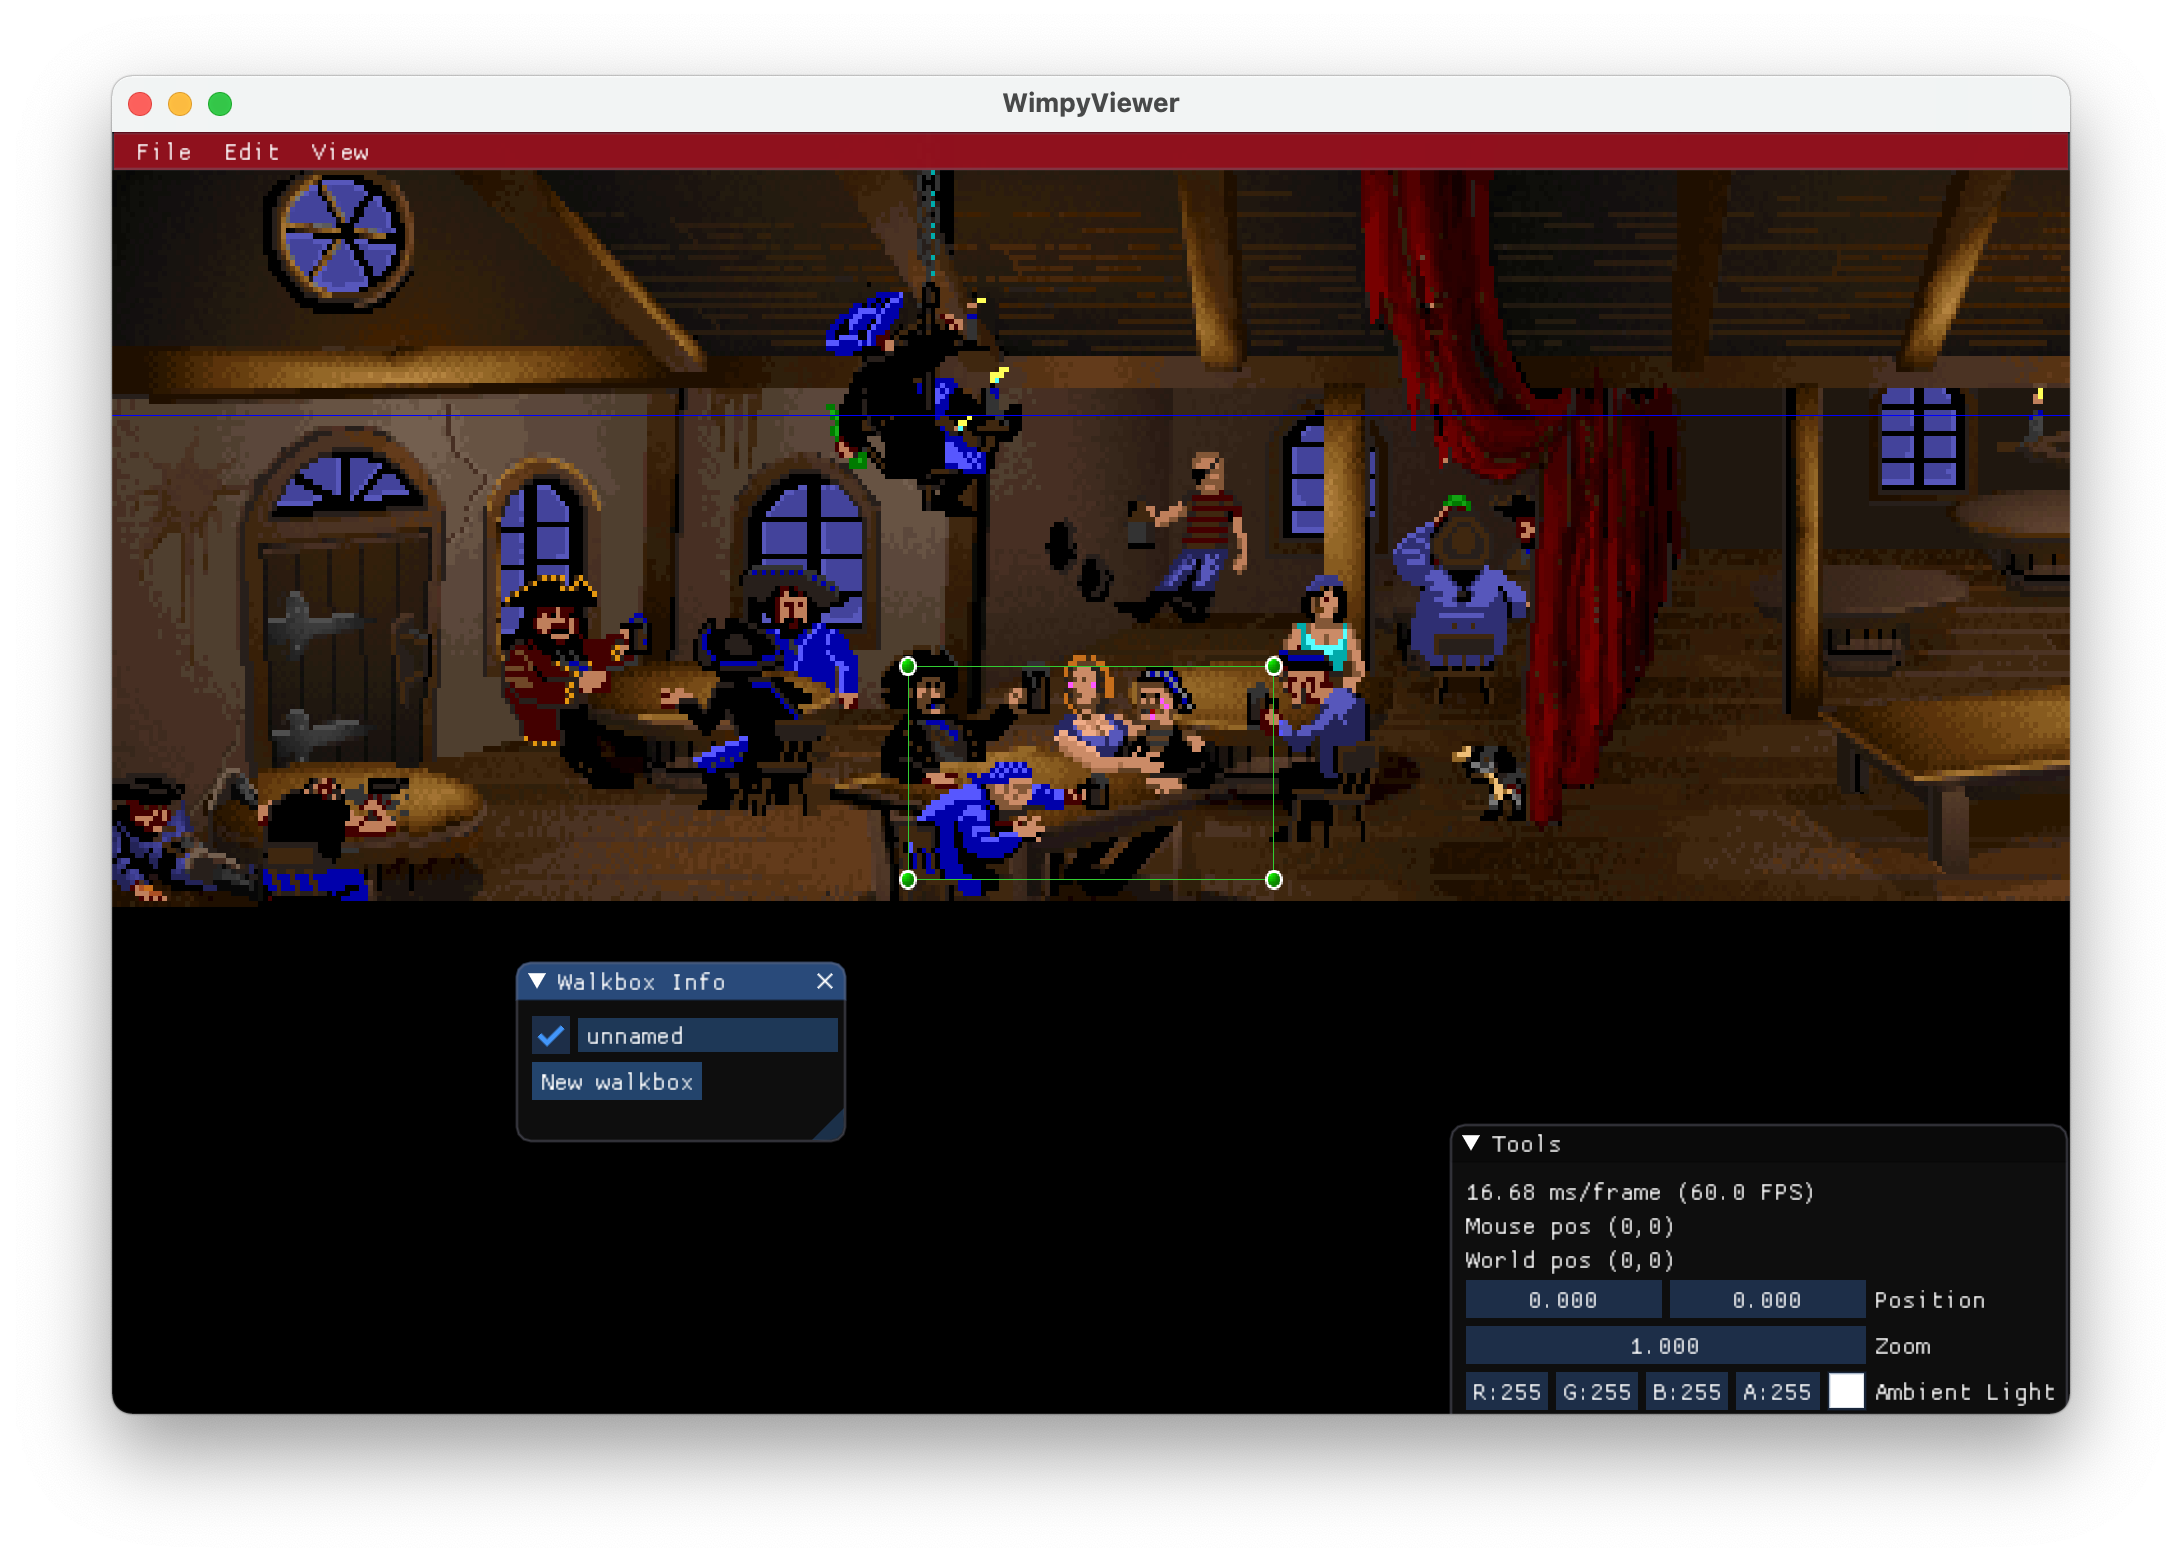 WimpyViewer
File Edit View
Walkbox Info
unnamed
New walkbox
Tools
16.68 ms/frame (60.0 FPS)
Mouse pos (0,0)
World pos (0,0)
0.000 0.000 Position
1.000 Zoom
R:255 G:255 B:255 A:255 Ambient Light